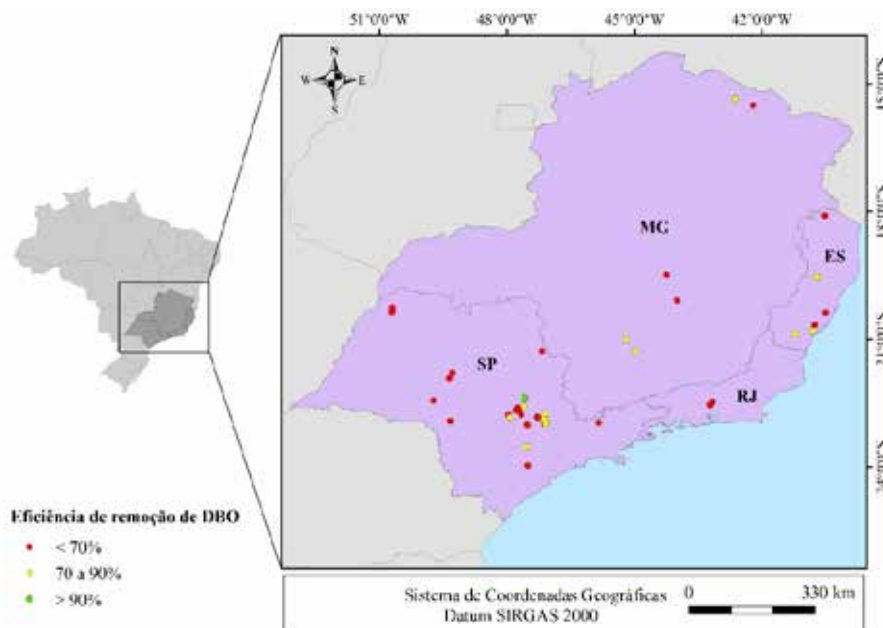 51°0'0"W 48°0'0"W 45°0'0"W 42°0'0"W
N
W E
S
MG
ES
SP
RJ
Eficiência de remoção de DBO
< 70%
70 a 90%
> 90%
Sistema de Coordenadas Geográficas
Datum SIRGAS 2000
0 330 km